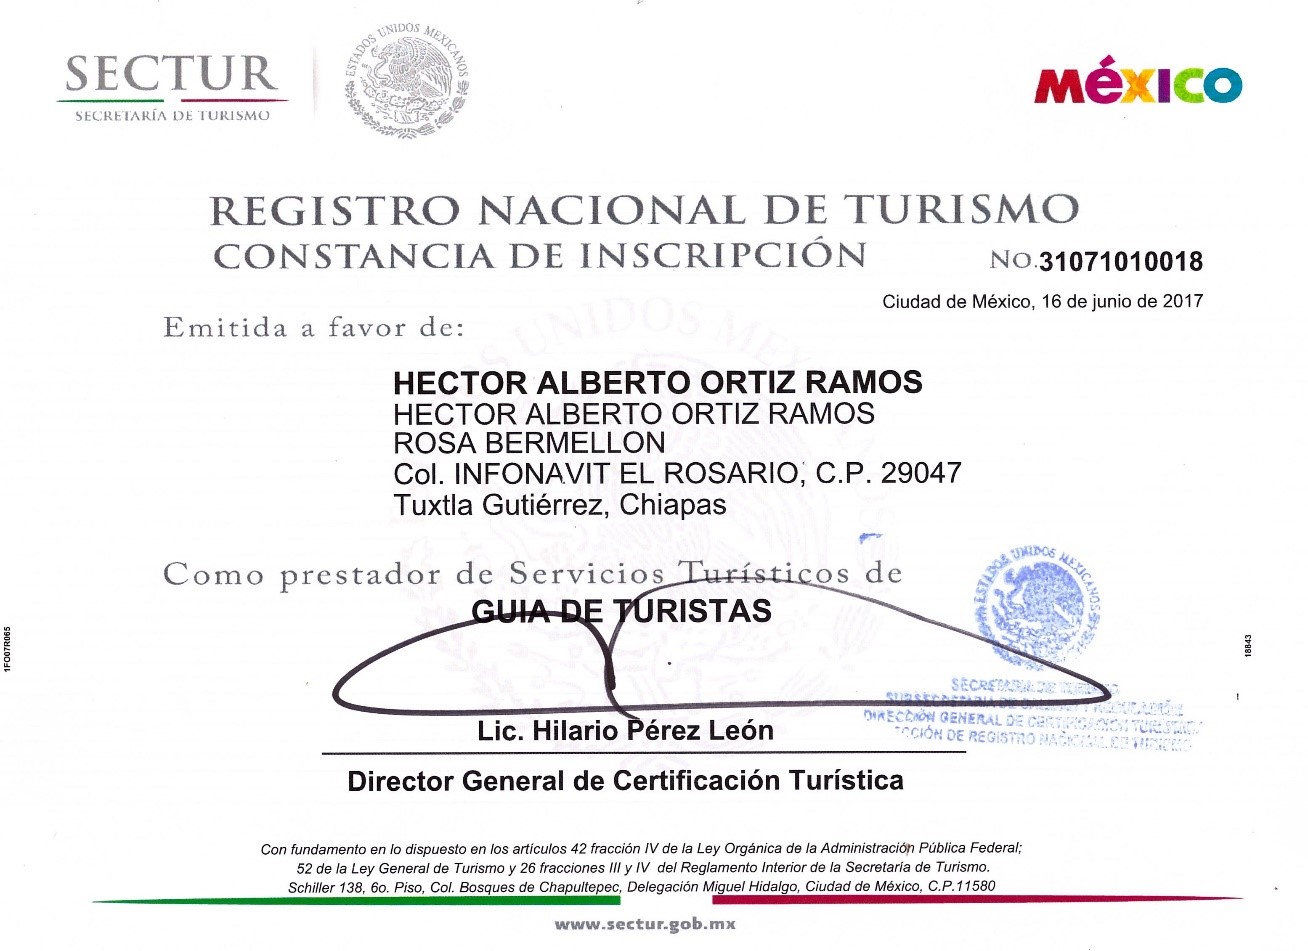 SECTUR
SECRETARÍA DE TURISMO
ESTADOS UNIDOS MEXICANOS
MéXICO
REGISTRO NACIONAL DE TURISMO
CONSTANCIA DE INSCRIPCIÓN
No.31071010018
Ciudad de México, 16 de junio de 2017
Emitida a favor de:
HECTOR ALBERTO ORTIZ RAMOS
HECTOR ALBERTO ORTIZ RAMOS
ROSA BERMELLON
Col. INFONAVIT EL ROSARIO, C.P. 29047
Tuxtla Gutiérrez, Chiapas
Como prestador de Servicios Turísticos de
GUIA DE TURISTAS
ESTADOS UNIDOS MEXICANOS
SECRETARIA DE TURISMO
SUBSECRETARIA DE CALIDAD Y REGULACIÓN
DIRECCIÓN GENERAL DE CERTIFICACIÓN TURISTICA
CCIÓN DE REGISTRO NACIONAL DE TURISMO
Lic. Hilario Pérez León
Director General de Certificación Turística
1FO07R065
18843
Con fundamento en lo dispuesto en los artículos 42 fracción IV de la Ley Orgánica de la Administración Pública Federal;
52 de la Ley General de Turismo y 26 fracciones III y IV del Reglamento Interior de la Secretaría de Turismo.
Schiller 138, 6o. Piso, Col. Bosques de Chapultepec, Delegación Miguel Hidalgo, Ciudad de México, C.P.11580
www.sectur.gob.mx